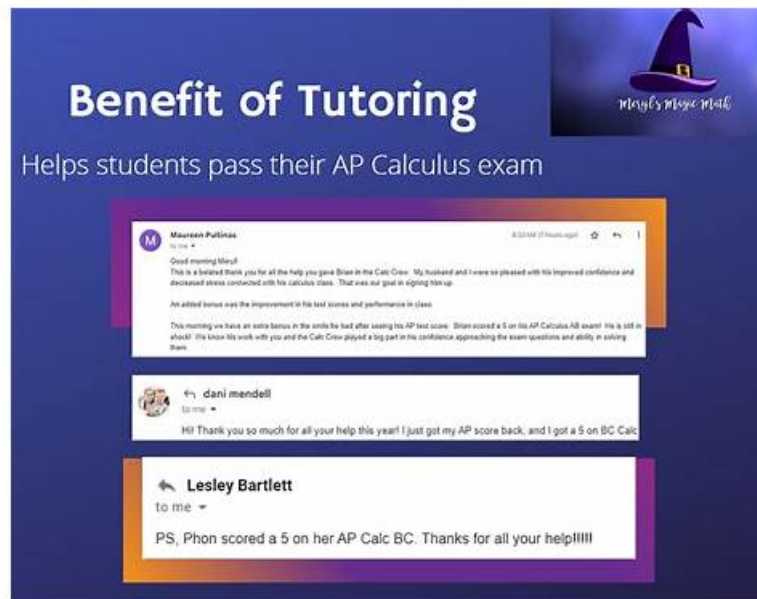 Benefit of Tutoring
Meryl's Magic Math
Helps students pass their AP Calculus exam
M
Maureen Pultinas
8:33 AM (7 hours ago)
to me
Good morning Meryl!
This is a belated thank you for all the help you gave Brian in the Calc Crew. My husband and I were so pleased with his improved confidence and
decreased stress connected with his calculus class. That was our goal in signing him up.
An added bonus was the improvement in his test scores and performance in class.
This morning we have an extra bonus in the smile he had after seeing his AP test score. Brian scored a 5 on his AP Calculus AB exam! He is still in
shock! We know his work with you and the Calc Crew played a big part in his confidence approaching the exam questions and ability in solving
them.
dani mendell
to me
Hi! Thank you so much for all your help this year! I just got my AP score back, and I got a 5 on BC Calc
Lesley Bartlett
to me
PS, Phon scored a 5 on her AP Calc BC. Thanks for all your help!!!!!